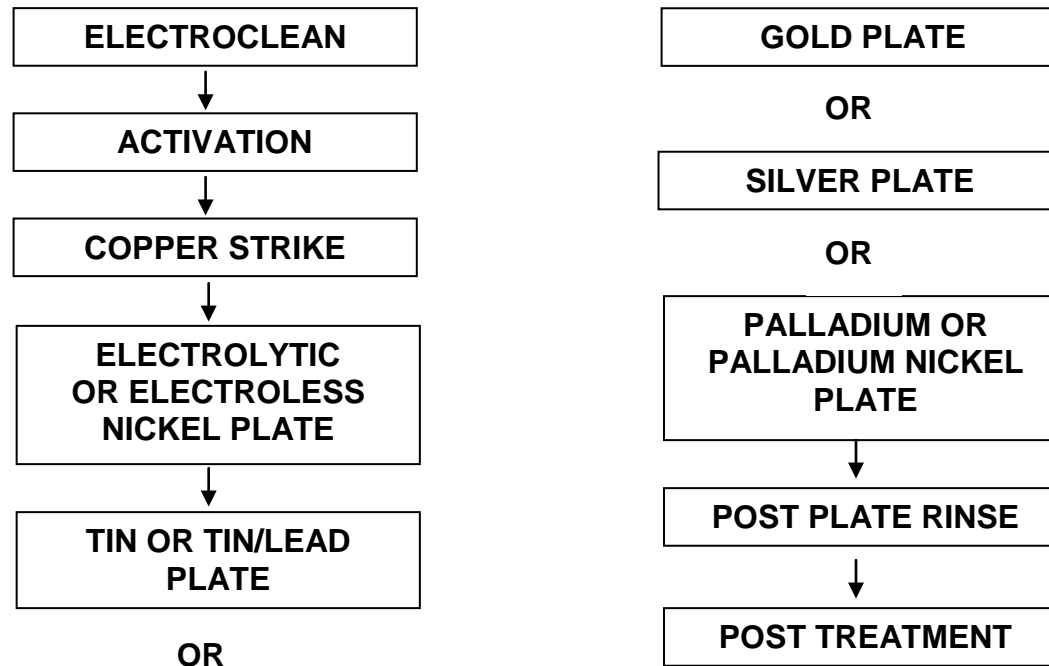 ELECTROCLEAN
ACTIVATION
COPPER STRIKE
ELECTROLYTIC
OR ELECTROLESS
NICKEL PLATE
TIN OR TIN/LEAD
PLATE
OR
GOLD PLATE
OR
SILVER PLATE
OR
PALLADIUM OR
PALLADIUM NICKEL
PLATE
POST PLATE RINSE
POST TREATMENT